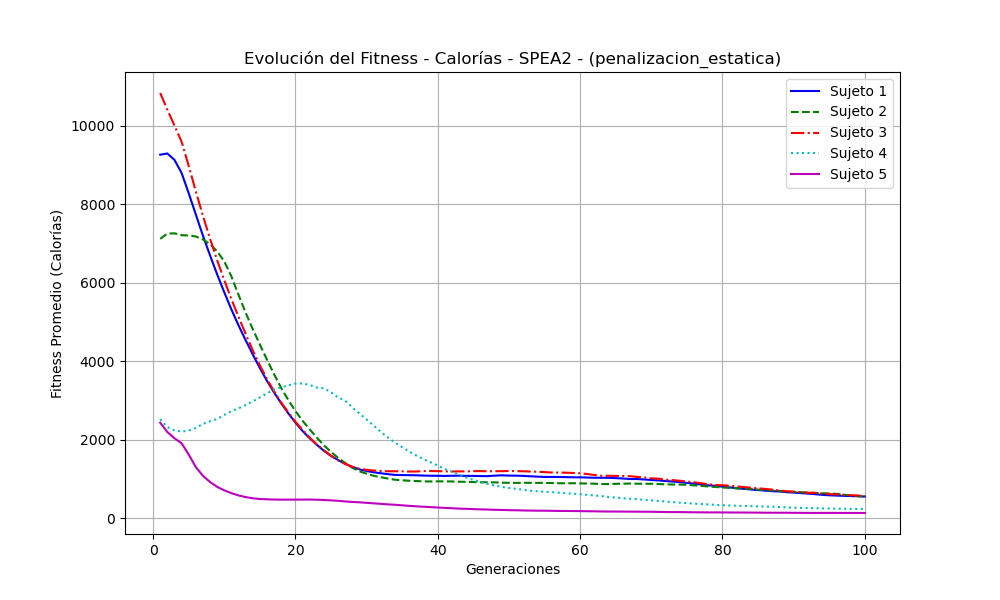 Evolución del Fitness - Calorías - SPEA2 - (penalizacion_estatica)
Sujeto 1
Sujeto 2
Sujeto 3
Sujeto 4
Sujeto 5
Fitness Promedio (Calorías)
10000
8000
6000
4000
2000
0
0 20 40 60 80 100
Generaciones